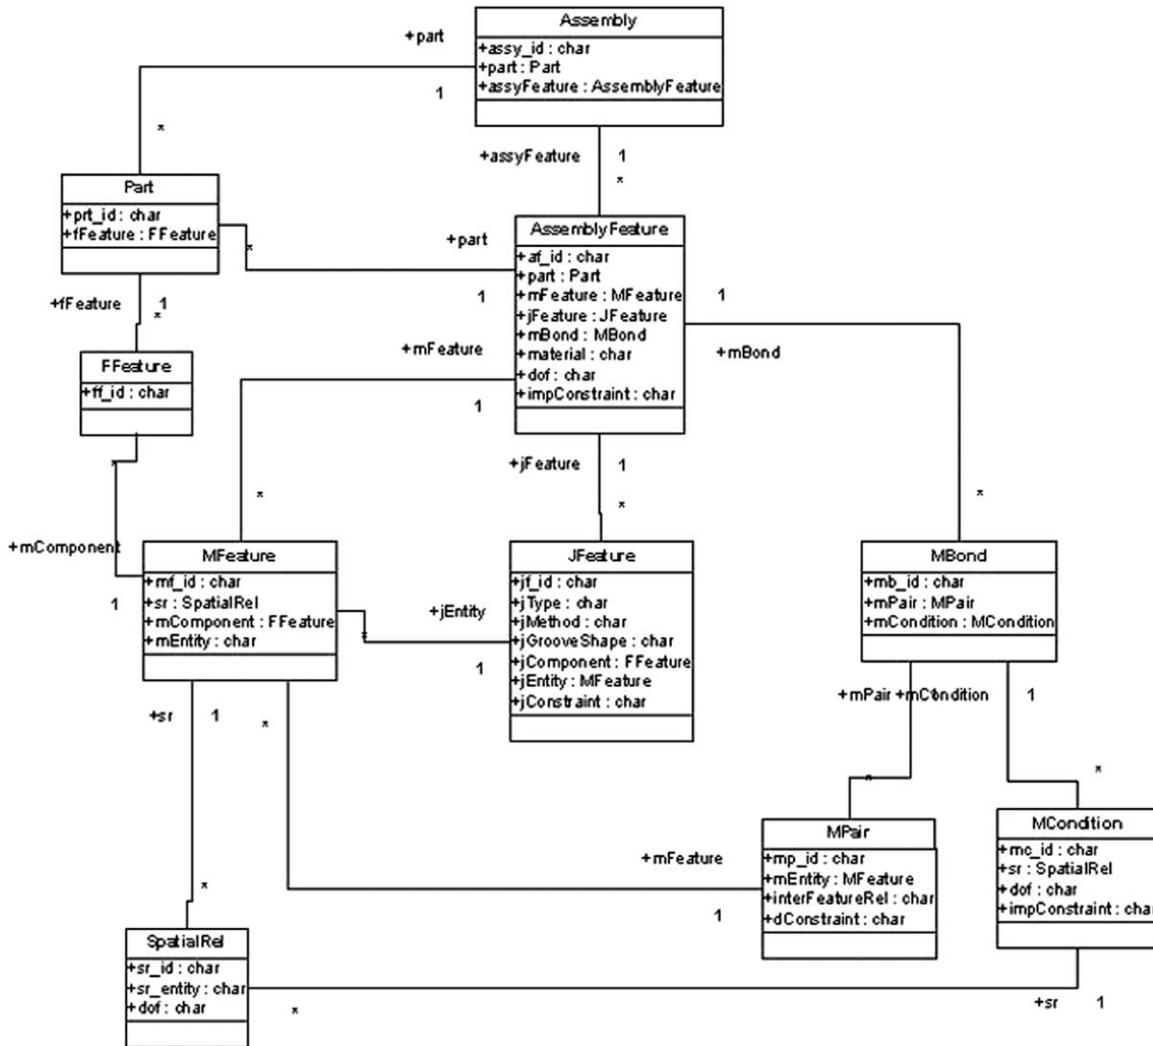 Assembly
+assy_id : char
+part : Part
+assyFeature : AssemblyFeature
+part
1
*
+assyFeature
1
*
Part
+prt_id : char
+fFeature : FFeature
*
+part
1
AssemblyFeature
+af_id : char
+part : Part
+mFeature : MFeature
+jFeature : JFeature
+mBond : MBond
+material : char
+dof : char
+impConstraint : char
1
+mBond
*
+fFeature
1
*
FFeature
+ff_id : char
*
+mComponent
1
+mFeature
1
*
+jFeature
1
*
MFeature
+mf_id : char
+sr : SpatialRel
+mComponent : FFeature
+mEntity : char
*
+jEntity
1
JFeature
+jf_id : char
+jType : char
+jMethod : char
+jGrooveShape : char
+jComponent : FFeature
+jEntity : MFeature
+jConstraint : char
MBond
+mb_id : char
+mPair : MPair
+mCondition : MCondition
+mPair +mCondition
1
*
*
+sr
1
*
*
+mFeature
1
MPair
+mp_id : char
+mEntity : MFeature
+interFeatureRel : char
+dConstraint : char
MCondition
+mc_id : char
+sr : SpatialRel
+dof : char
+impConstraint : char
SpatialRel
+sr_id : char
+sr_entity : char
+dof : char
*
+sr
1